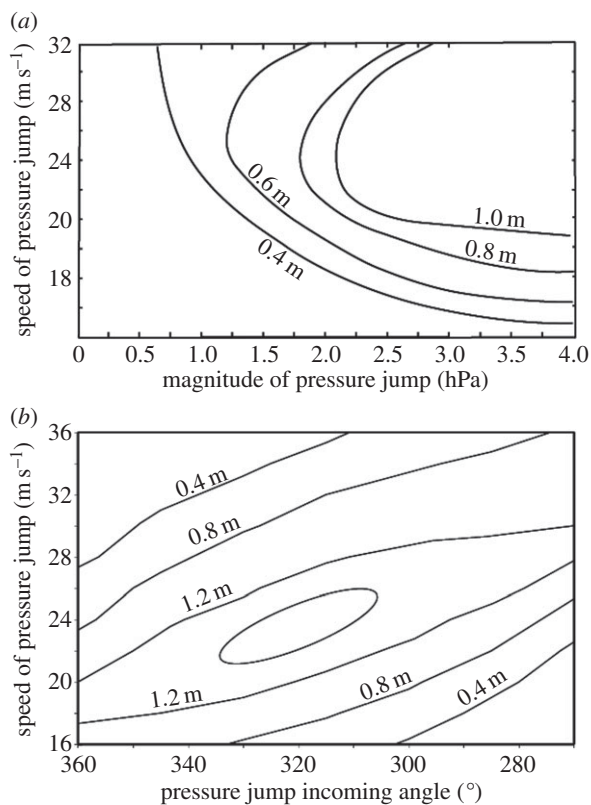 (a)
speed of pressure jump (m s⁻¹)
32
28
24
20
18
1.0 m
0.8 m
0.6 m
0.4 m
0 0.5 1.0 1.5 2.0 2.5 3.0 3.5 4.0
magnitude of pressure jump (hPa)
(b)
speed of pressure jump (m s⁻¹)
36
32
28
24
20
16
0.4 m
0.8 m
1.2 m
1.2 m
0.8 m
0.4 m
360 340 320 300 280
pressure jump incoming angle (°)